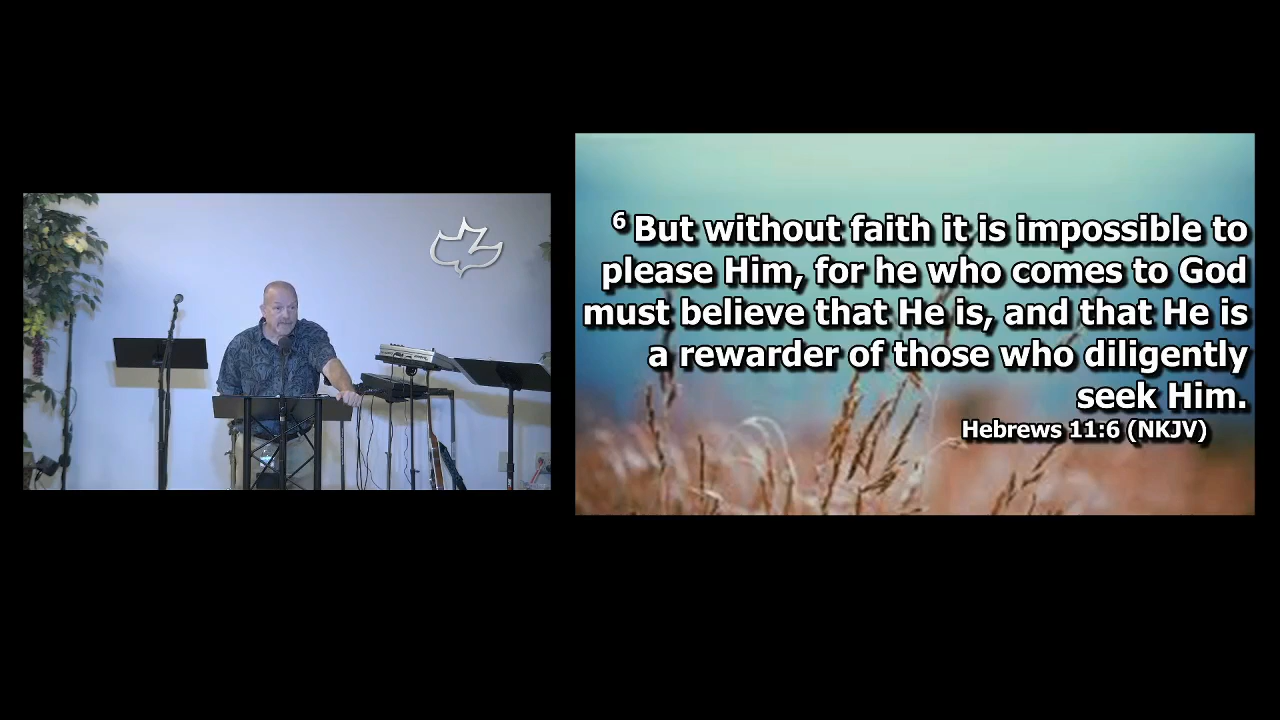 6 But without faith it is impossible to
please Him, for he who comes to God
must believe that He is, and that He is
a rewarder of those who diligently
seek Him.
Hebrews 11:6 (NKJV)